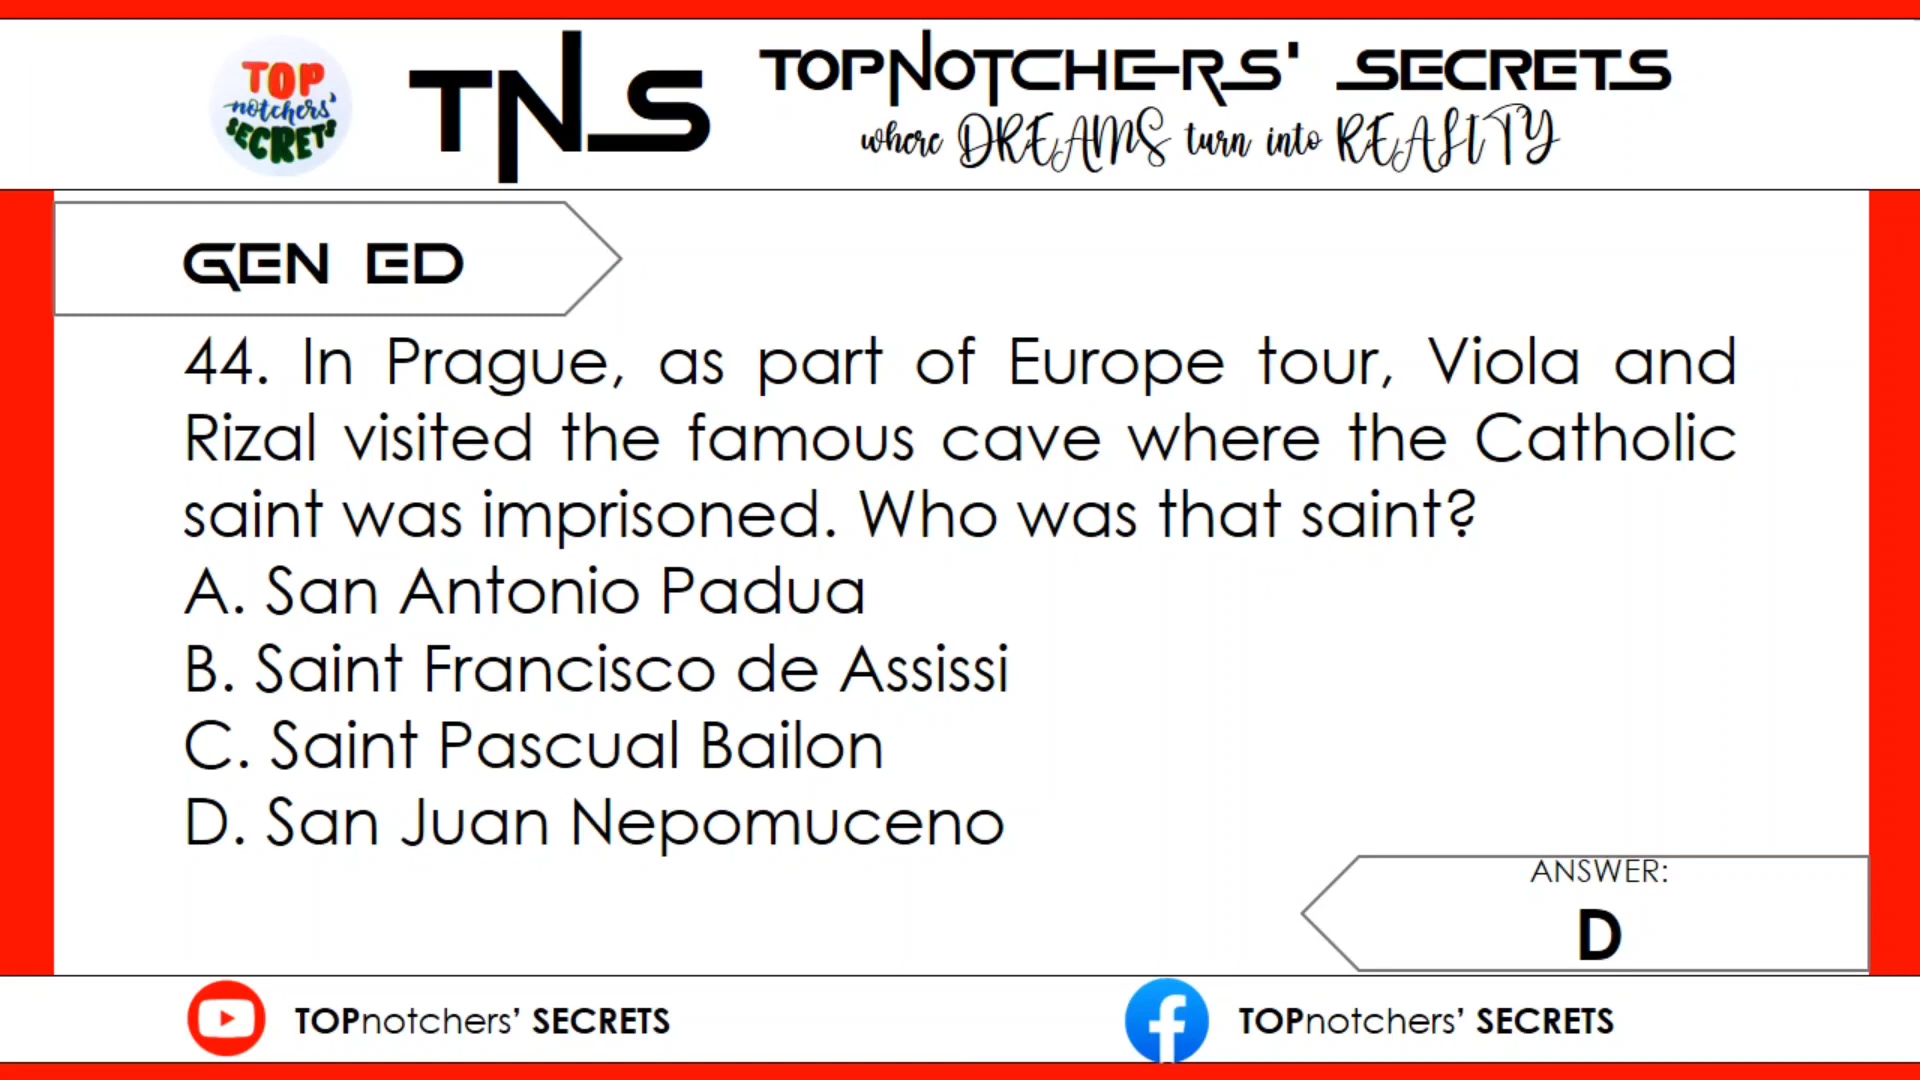 TOP
notchers'
SECRETS
TNS
TOPNOTCHERS' SECRETS
where DREAMS turn into REALITY
GEN ED
44. In Prague, as part of Europe tour, Viola and
Rizal visited the famous cave where the Catholic
saint was imprisoned. Who was that saint?
A. San Antonio Padua
B. Saint Francisco de Assissi
C. Saint Pascual Bailon
D. San Juan Nepomuceno
ANSWER:
D
TOPnotchers' SECRETS
TOPnotchers' SECRETS